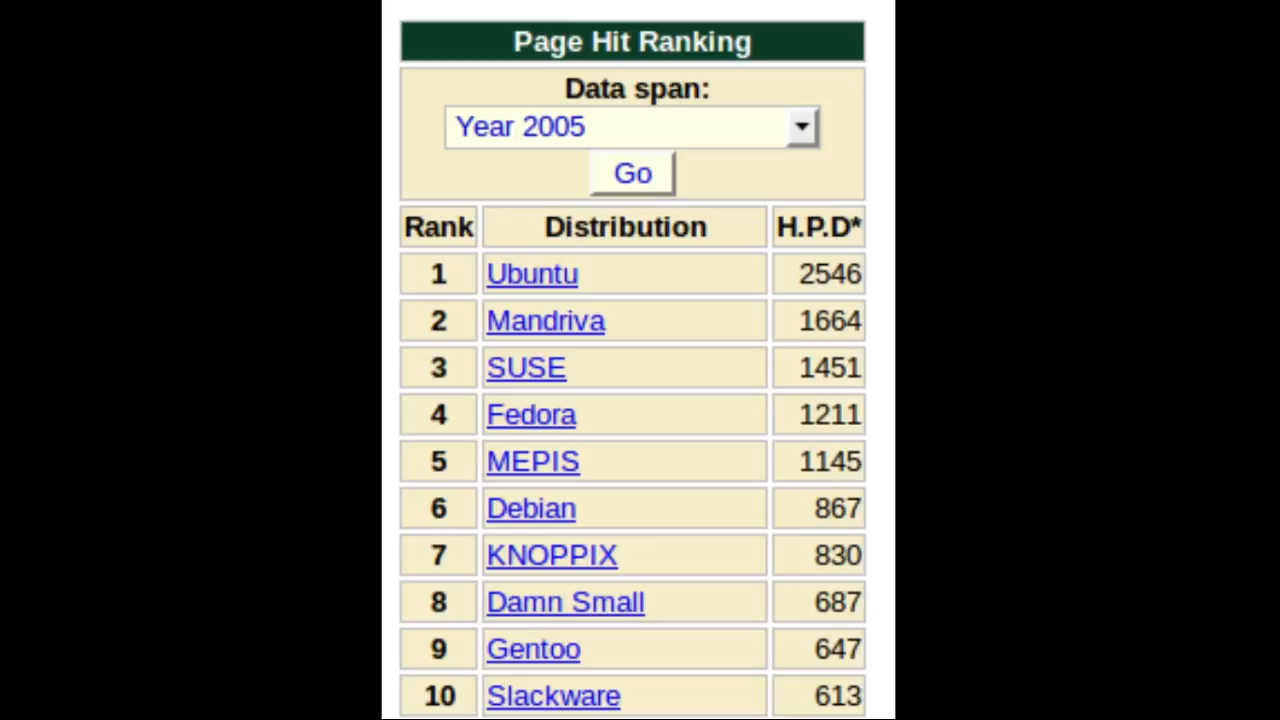 Page Hit Ranking
Data span:
Year 2005
Go
Rank Distribution H.P.D*
1 Ubuntu 2546
2 Mandriva 1664
3 SUSE 1451
4 Fedora 1211
5 MEPIS 1145
6 Debian 867
7 KNOPPIX 830
8 Damn Small 687
9 Gentoo 647
10 Slackware 613